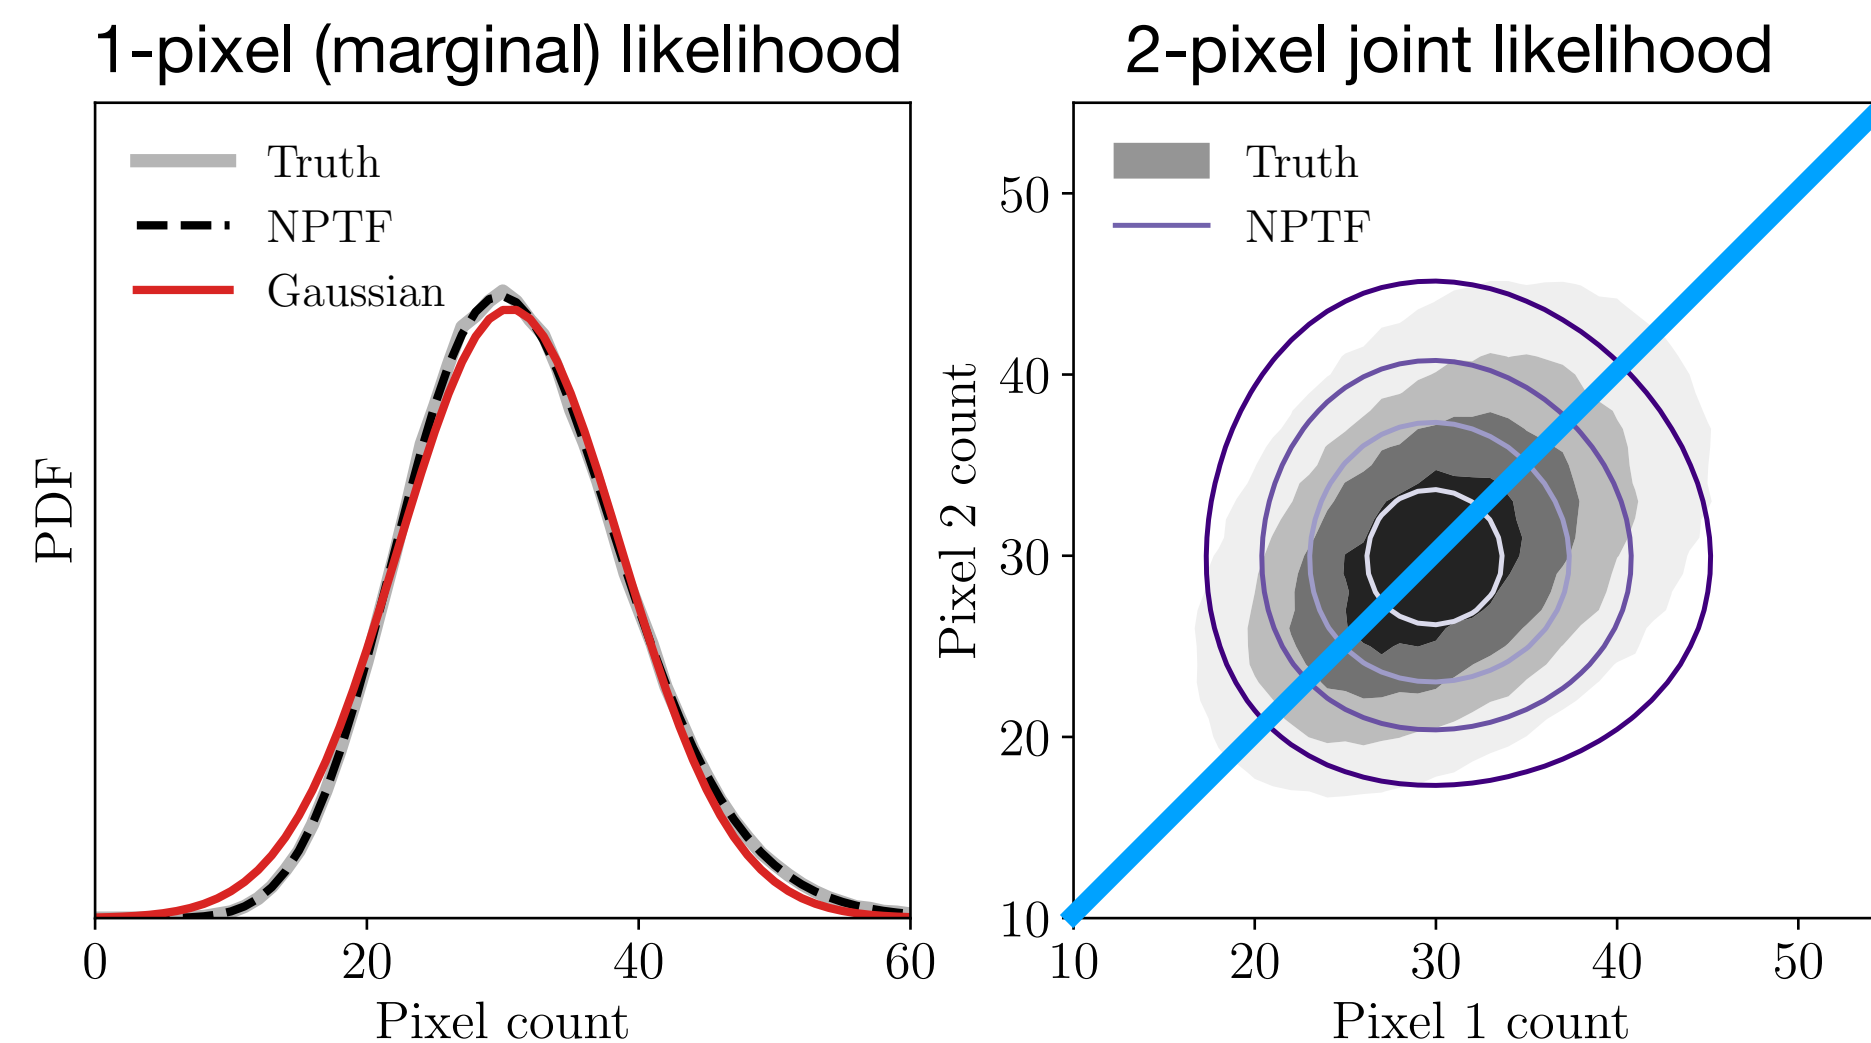 1-pixel (marginal) likelihood
Truth
NPTF
Gaussian
PDF
0 20 40 60
Pixel count
2-pixel joint likelihood
Truth
NPTF
50
40
30
20
10
Pixel 2 count
10 20 30 40 50
Pixel 1 count